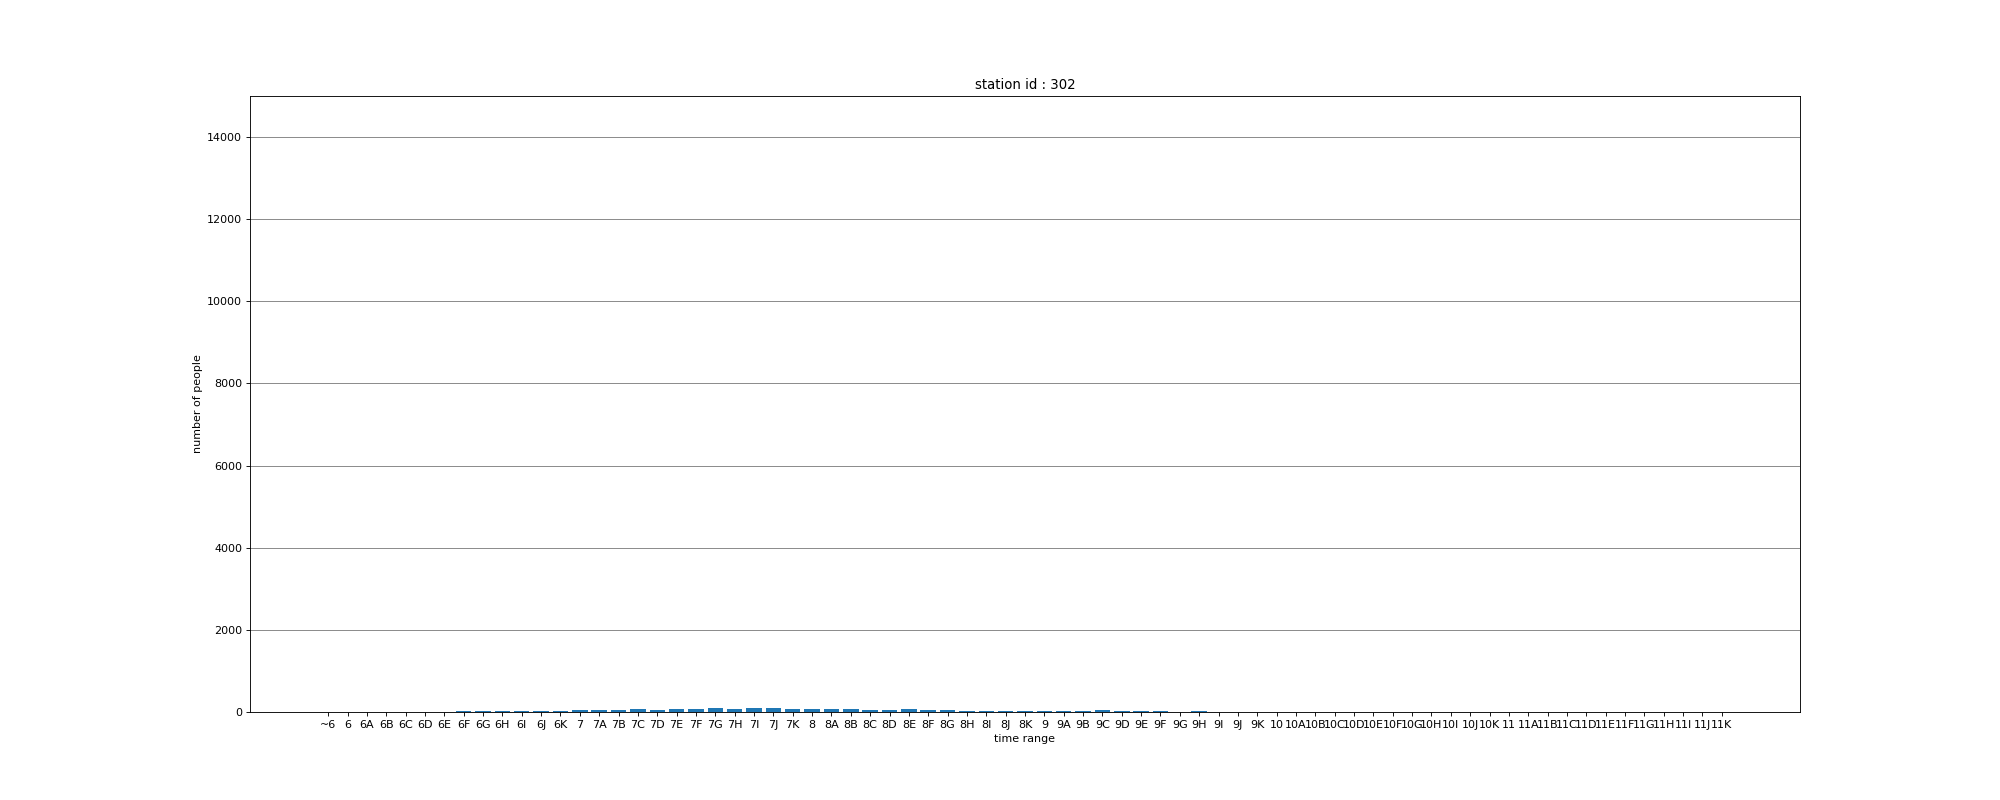 station id : 302
14000
12000
10000
8000
6000
4000
2000
0
number of people
~6 6 6A 6B 6C 6D 6E 6F 6G 6H 6I 6J 6K 7 7A 7B 7C 7D 7E 7F 7G 7H 7I 7J 7K 8 8A 8B 8C 8D 8E 8F 8G 8H 8I 8J 8K 9 9A 9B 9C 9D 9E 9F 9G 9H 9I 9J 9K 10 10A 10B 10C 10D 10E 10F 10G 10H 10I 10J 10K 11 11A 11B 11C 11D 11E 11F 11G 11H 11I 11J 11K
time range